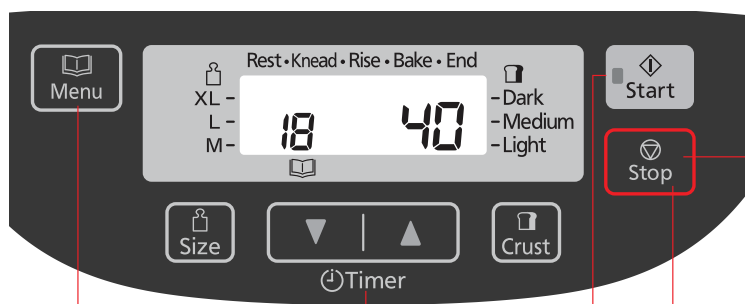 Menu
Rest • Knead • Rise • Bake • End
XL –
L –
M –
18
40
– Dark
– Medium
– Light
Start
Stop
Size
Crust
Timer